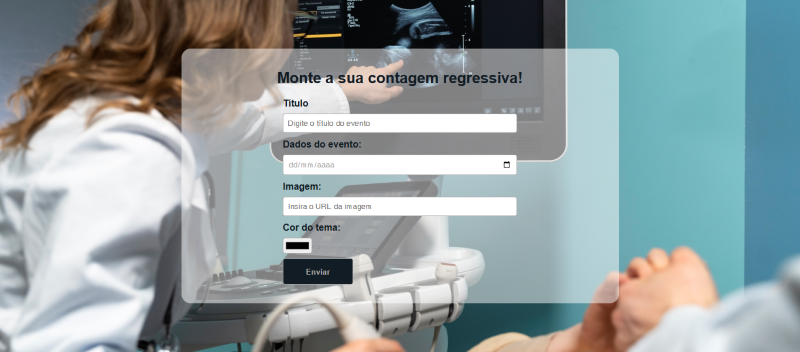 Monte a sua contagem regressiva!
Título
Digite o título do evento
Dados do evento:
dd/mm/aaaa
Imagem:
Insira o URL da imagem
Cor do tema:
Enviar